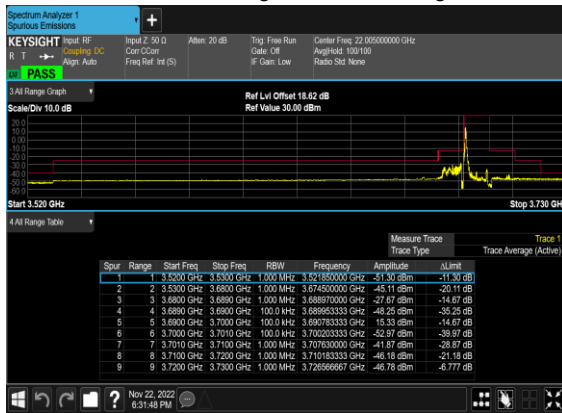 Spectrum Analyzer 1
Spurious Emissions
KEYSIGHT Input: RF Input Z: 50 Ω Atten: 20 dB Trig: Free Run Center Freq: 22.005000000 GHz
R T Coupling: DC Corr CCorr Gate: Off Avg|Hold: 100/100
Align: Auto Freq Ref: Int (S) IF Gain: Low Radio Std: None
PASS
3 All Range Graph Ref Lvl Offset 18.62 dB
Scale/Div 10.0 dB Ref Value 30.00 dBm
20.0
10.0
0.00
-10.0
-20.0
-30.0
-40.0
-50.0
-60.0
Start 3.520 GHz Stop 3.730 GH
4 All Range Table
Measure Trace Trace 1
Trace Type Trace Average (Active)
Spur Range Start Freq Stop Freq RBW Frequency Amplitude ΔLimit
1 1 3.5200 GHz 3.5300 GHz 1.000 MHz 3.521850000 GHz -51.30 dBm -11.30 dB
2 2 3.5300 GHz 3.6800 GHz 1.000 MHz 3.674500000 GHz -45.11 dBm -20.11 dB
3 3 3.6800 GHz 3.6890 GHz 1.000 MHz 3.688970000 GHz -27.67 dBm -14.67 dB
4 4 3.6890 GHz 3.6900 GHz 100.0 kHz 3.689953333 GHz -48.25 dBm -35.25 dB
5 5 3.6900 GHz 3.7000 GHz 100.0 kHz 3.690783333 GHz 15.33 dBm -14.67 dB
6 6 3.7000 GHz 3.7010 GHz 100.0 kHz 3.700203333 GHz -52.97 dBm -39.97 dB
7 7 3.7010 GHz 3.7100 GHz 1.000 MHz 3.707630000 GHz -41.87 dBm -28.87 dB
8 8 3.7100 GHz 3.7200 GHz 1.000 MHz 3.710183333 GHz -46.18 dBm -21.18 dB
9 9 3.7200 GHz 3.7300 GHz 1.000 MHz 3.726566667 GHz -46.78 dBm -6.777 dB
Nov 22, 2022
6:31:48 PM